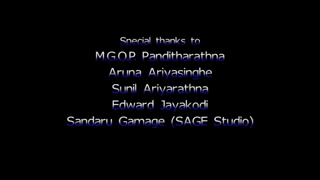 Special thanks to
M.G.O.P. Panditharathna
Aruna Ariyasinghe
Sunil Ariyarathna
Edward Jayakodi
Sandaru Gamage (SAGE Studio)